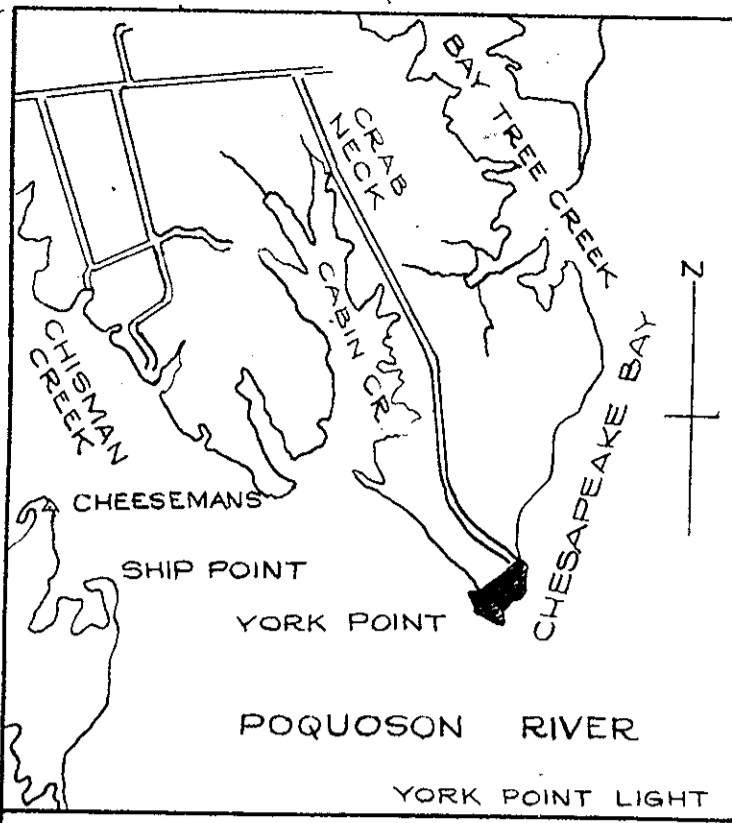 BAY TREE CREEK
CRAB
NECK
N
CABIN CR.
CHISMAN
CREEK
CHESAPEAKE BAY
CHEESEMANS
SHIP POINT
YORK POINT
POQUOSON RIVER
YORK POINT LIGHT